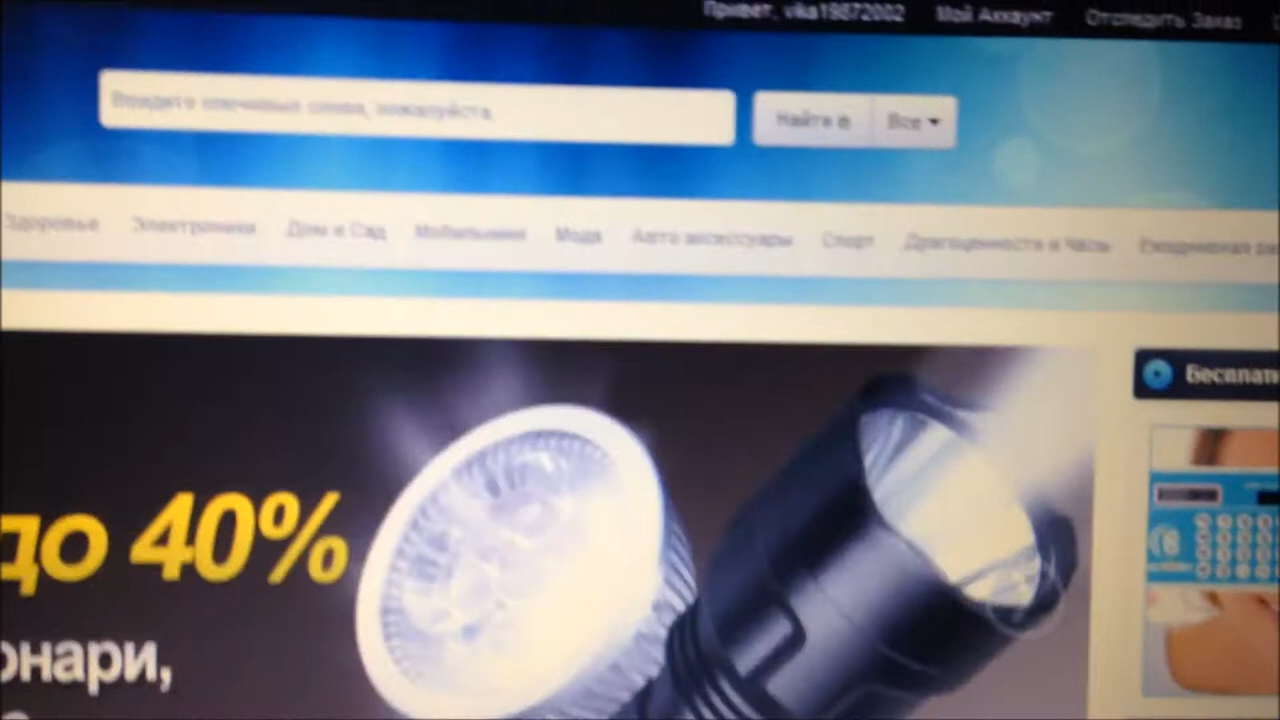 Привет, vika19872002 Мой Аккаунт Отследить Заказ
Введите ключевые слова, пожалуйста
Найти в Все
Здоровье Электроника Дом и Сад Мобильники Мода Авто аксессуары Спорт Драгоценности и Часы Ежедневная
Бесплатн
до 40%
онари,